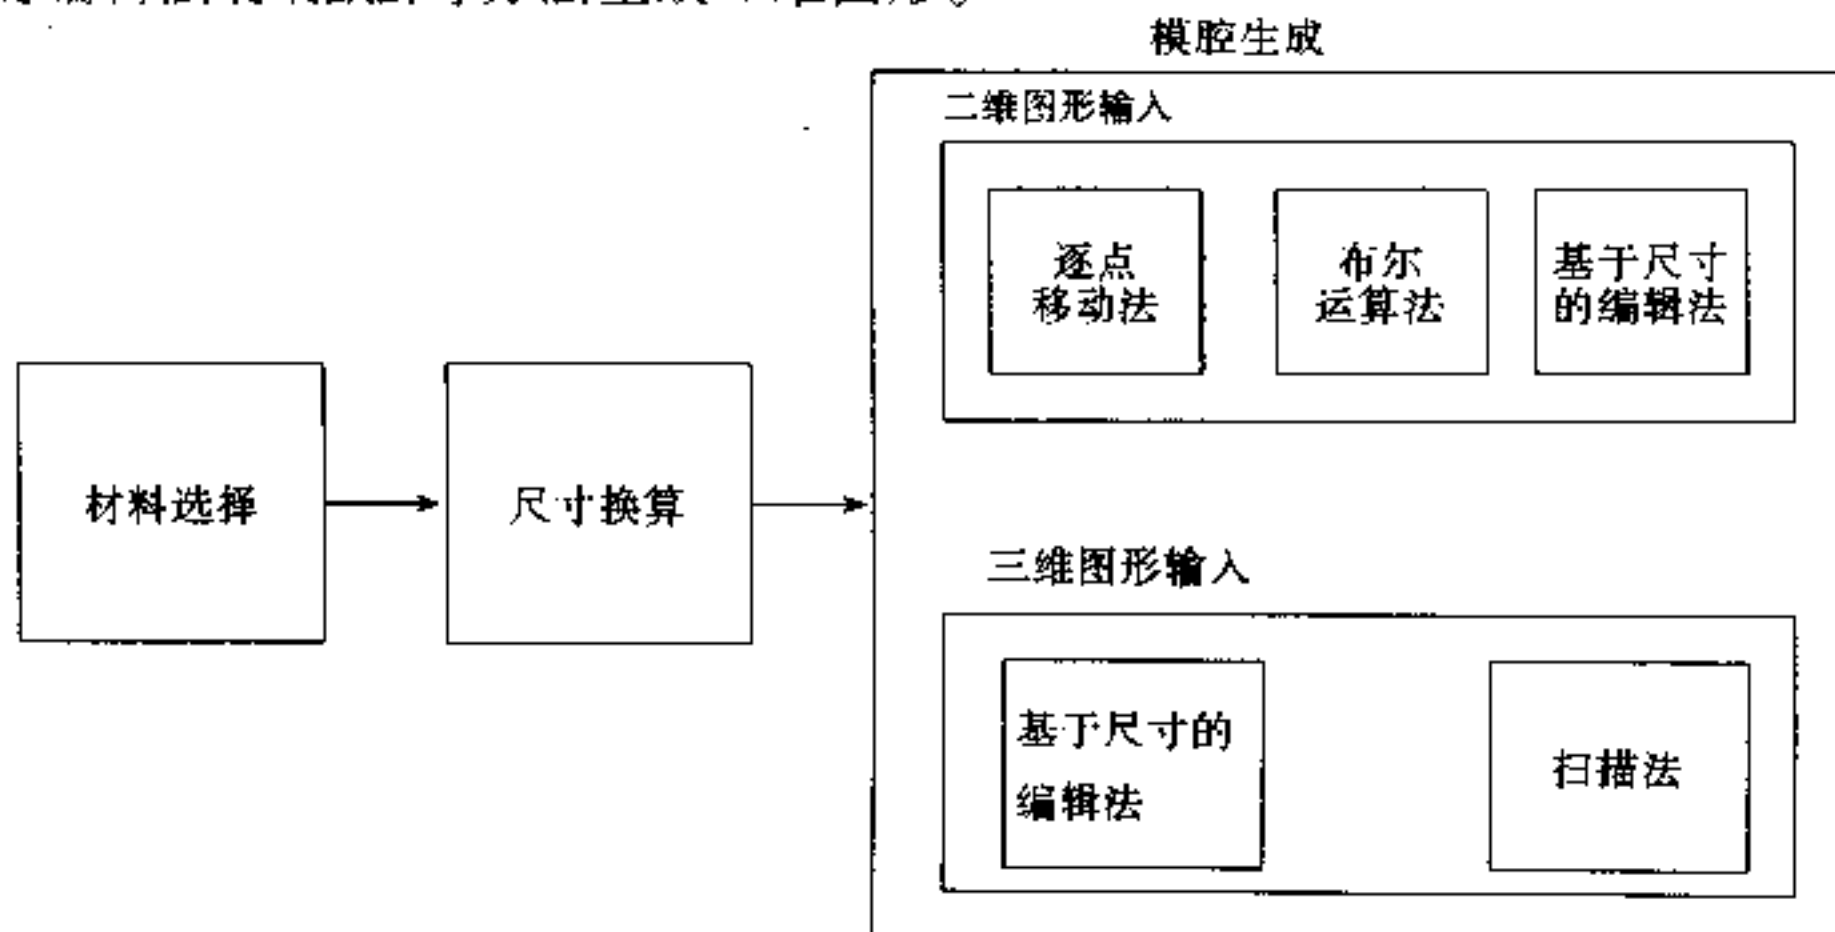 模腔生成
二维图形输入
逐点
移动法
布尔
运算法
基于尺寸
的编辑法
材料选择
尺寸换算
三维图形输入
基于尺寸的
编辑法
扫描法